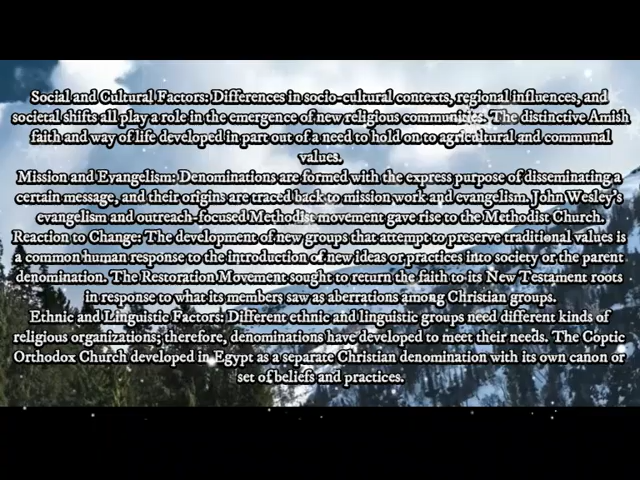 Social and Cultural Factors: Differences in socio-cultural contexts, regional influences, and
societal shifts all play a role in the emergence of new religious communities. The distinctive Amish
faith and way of life developed in part out of a need to hold on to agricultural and communal
values.
Mission and Evangelism: Denominations are formed with the express purpose of disseminating a
certain message, and their origins are traced back to mission work and evangelism. John Wesley's
evangelism and outreach-focused Methodist movement gave rise to the Methodist Church.
Reaction to Change: The development of new groups that attempt to preserve traditional values is
a common human response to the introduction of new ideas or practices into society or the parent
denomination. The Restoration Movement sought to return the faith to its New Testament roots
in response to what its members saw as aberrations among Christian groups.
Ethnic and Linguistic Factors: Different ethnic and linguistic groups need different kinds of
religious organizations; therefore, denominations have developed to meet their needs. The Coptic
Orthodox Church developed in Egypt as a separate Christian denomination with its own canon or
set of beliefs and practices.